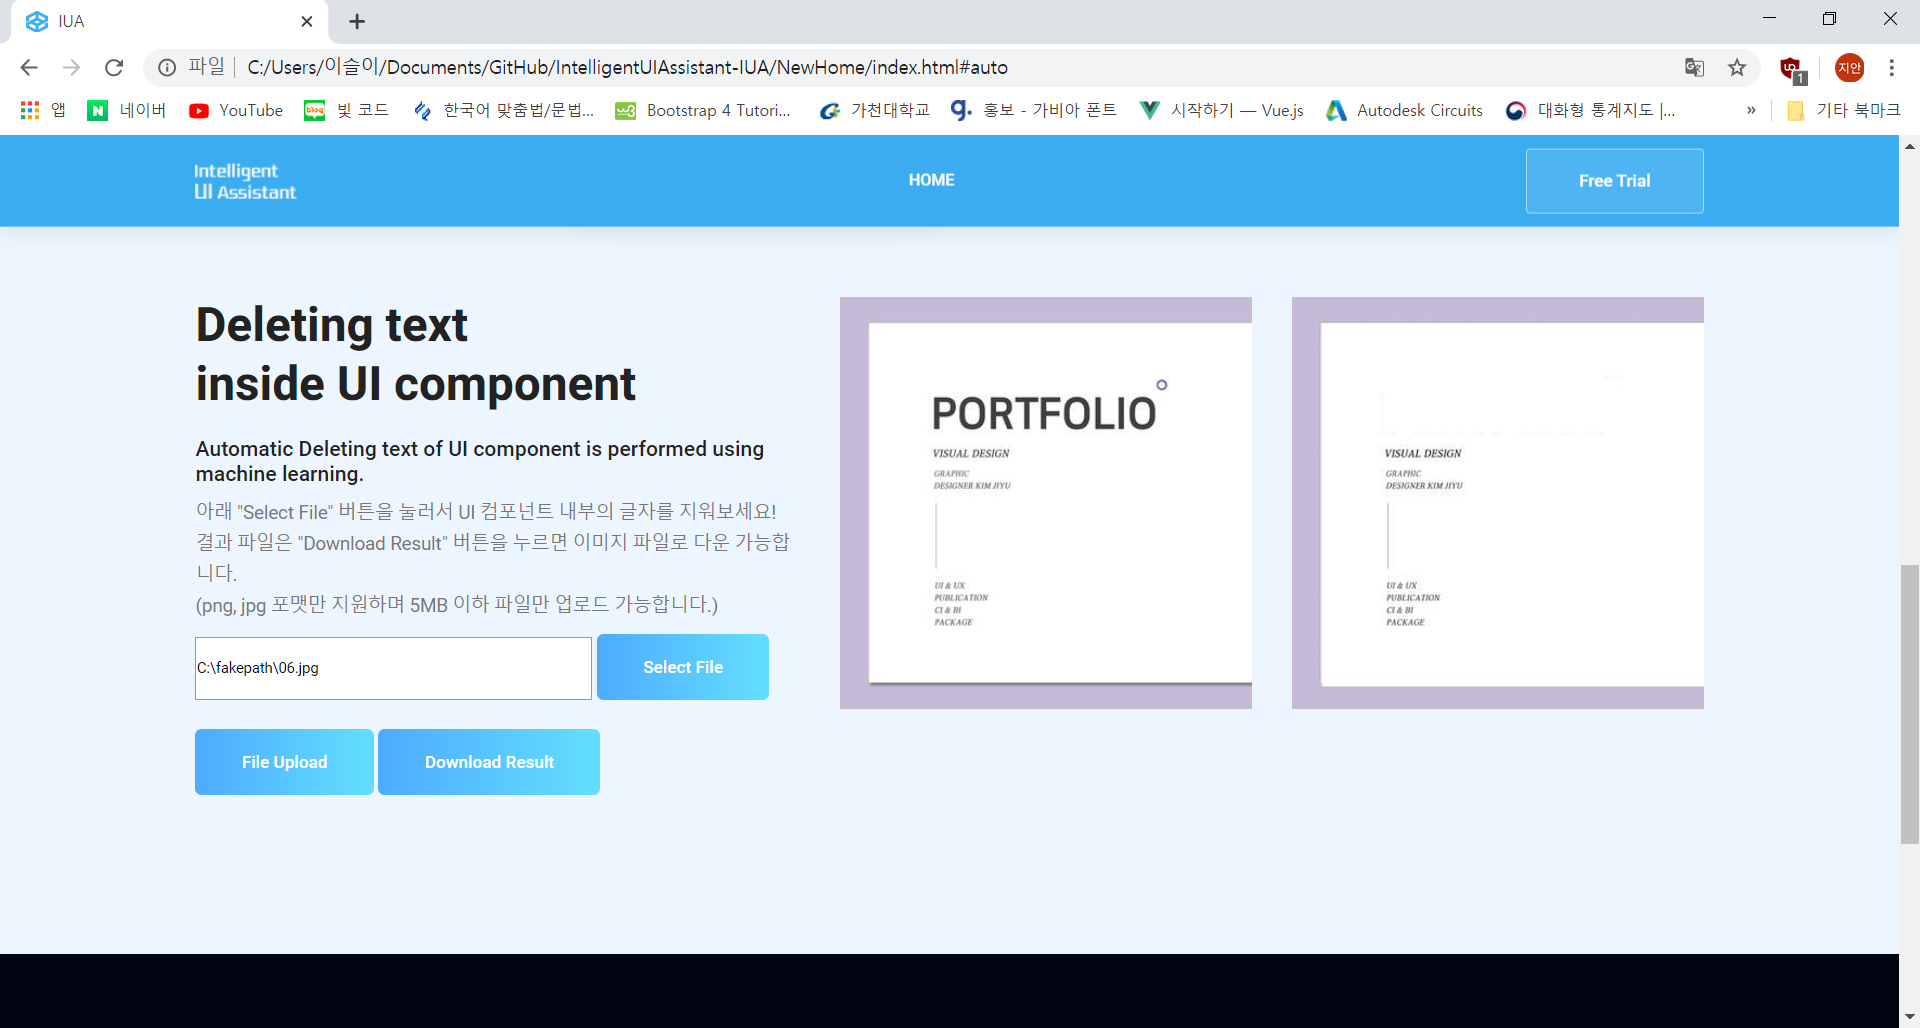 IUA
파일 C:/Users/이슬이/Documents/GitHub/IntelligentUIAssistant-IUA/NewHome/index.html#auto
1
지안
앱 네이버 YouTube 빛 코드 한국어 맞춤법/문법... Bootstrap 4 Tutori... 가천대학교 홍보 - 가비아 폰트 시작하기 — Vue.js Autodesk Circuits 대화형 통계지도 |... » 기타 북마크
Intelligent
UI Assistant
HOME
Free Trial
Deleting text
inside UI component
Automatic Deleting text of UI component is performed using
machine learning.
아래 "Select File" 버튼을 눌러서 UI 컴포넌트 내부의 글자를 지워보세요!
결과 파일은 "Download Result" 버튼을 누르면 이미지 파일로 다운 가능합
니다.
(png, jpg 포맷만 지원하며 5MB 이하 파일만 업로드 가능합니다.)
C:\fakepath\06.jpg
Select File
File Upload
Download Result
PORTFOLIO
VISUAL DESIGN
GRAPHIC
DESIGNER KIM JIYU
UI & UX
PUBLICATION
CI & BI
PACKAGE
VISUAL DESIGN
GRAPHIC
DESIGNER KIM JIYU
UI & UX
PUBLICATION
CI & BI
PACKAGE